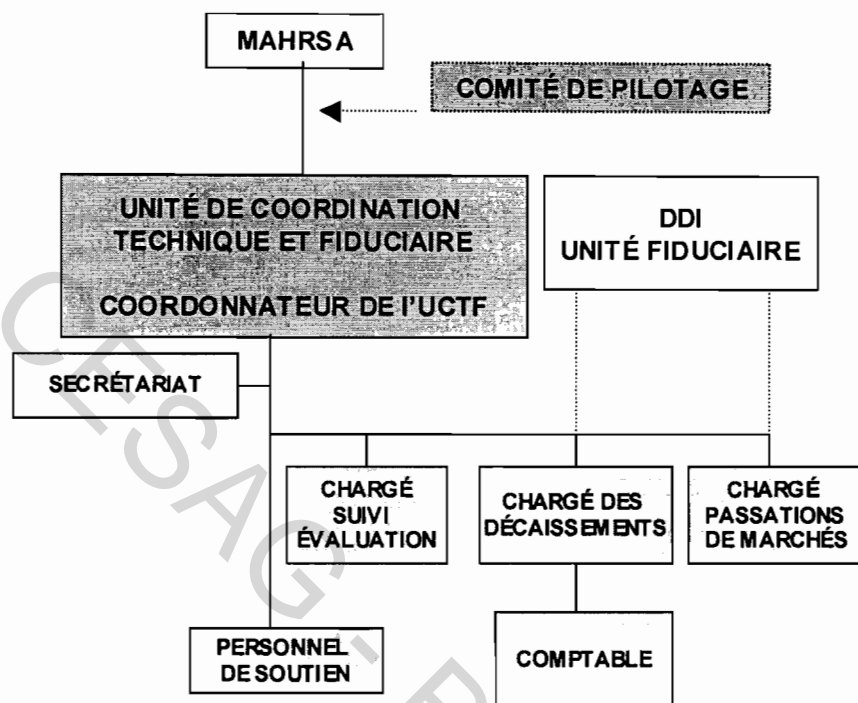 MAHRSA
COMITÉ DE PILOTAGE
UNITÉ DE COORDINATION
TECHNIQUE ET FIDUCIAIRE
COORDONNATEUR DE l'UCTF
DDI
UNITÉ FIDUCIAIRE
SECRÉTARIAT
CHARGÉ
SUIVI
ÉVALUATION
CHARGÉ DES
DÉCAISSEMENTS
CHARGÉ
PASSATIONS
DE MARCHÉS
PERSONNEL
DE SOUTIEN
COMPTABLE
CESAG -